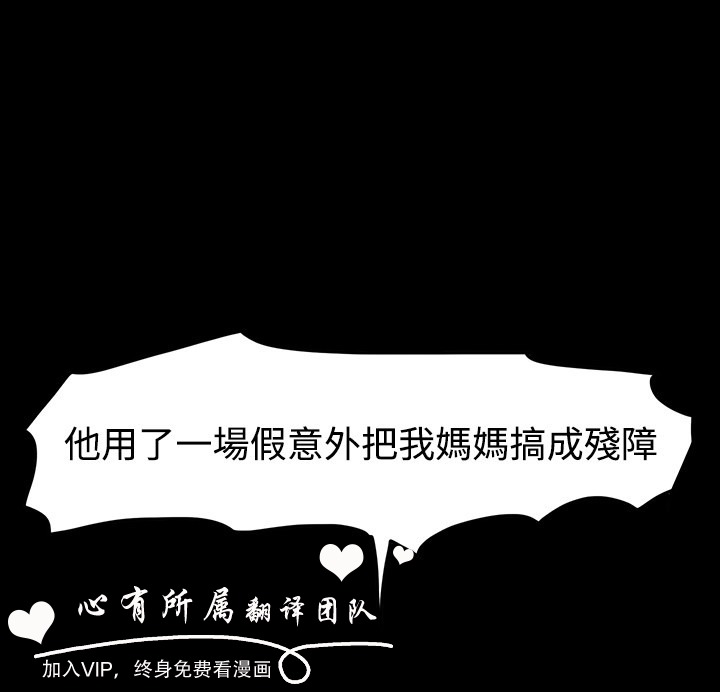 他用了一場假意外把我媽媽搞成殘障
心有所属翻译团队
加入VIP，终身免费看漫画